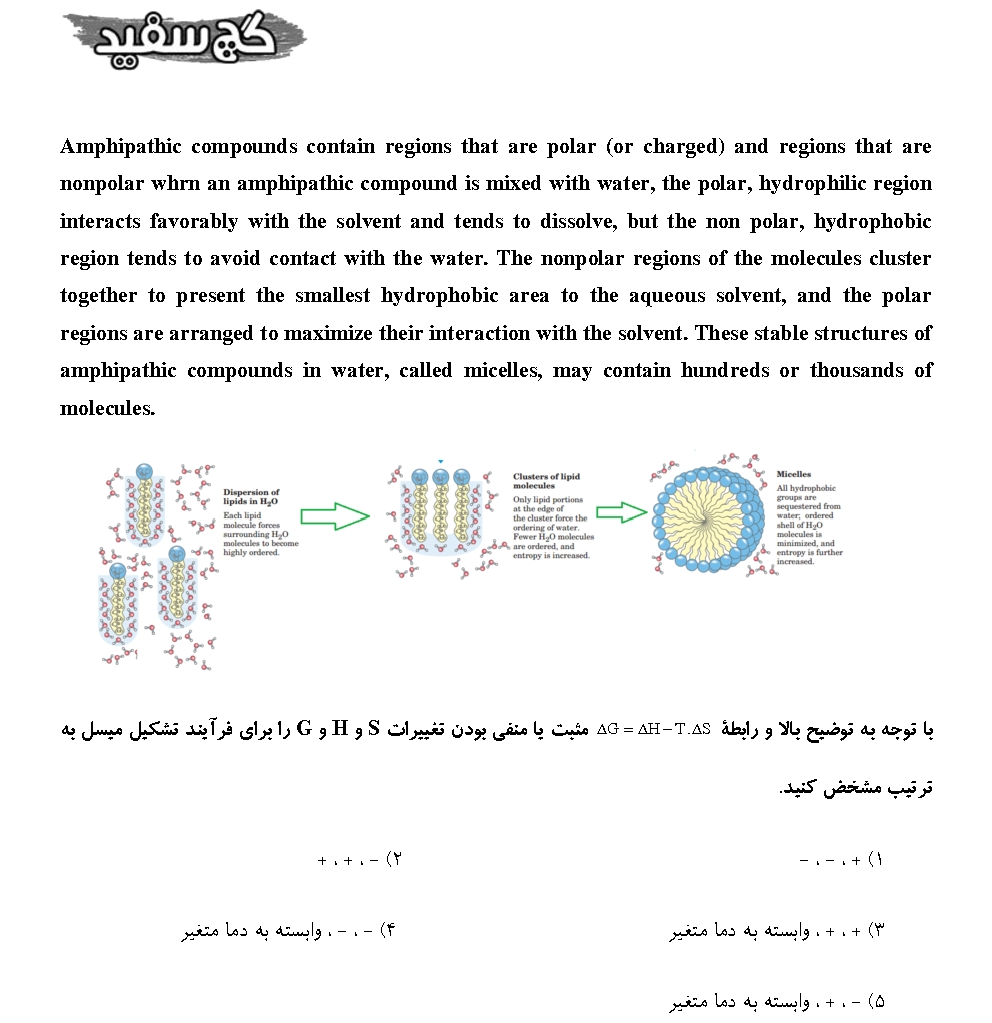 گچ سفید
Amphipathic compounds contain regions that are polar (or charged) and regions that are
nonpolar whrn an amphipathic compound is mixed with water, the polar, hydrophilic region
interacts favorably with the solvent and tends to dissolve, but the non polar, hydrophobic
region tends to avoid contact with the water. The nonpolar regions of the molecules cluster
together to present the smallest hydrophobic area to the aqueous solvent, and the polar
regions are arranged to maximize their interaction with the solvent. These stable structures of
amphipathic compounds in water, called micelles, may contain hundreds or thousands of
molecules.
Dispersion of
lipids in H₂O
Each lipid
molecule forces
surrounding H₂O
molecules to become
highly ordered.
Clusters of lipid
molecules
Only lipid portions
at the edge of
the cluster force the
ordering of water.
Fewer H₂O molecules
are ordered, and
entropy is increased.
Micelles
All hydrophobic
groups are
sequestered from
water; ordered
shell of H₂O
molecules is
minimized, and
entropy is further
increased.
با توجه به توضیح بالا و رابطهٔ ΔG = ΔH − T.ΔS مثبت یا منفی بودن تغییرات S و H و G را برای فرآیند تشکیل میسل به
ترتیب مشخص کنید.
۱) + ، − ، −
۲) − ، + ، +
۳) + ، + ، وابسته به دما متغیر
۴) − ، − ، وابسته به دما متغیر
۵) − ، + ، وابسته به دما متغیر